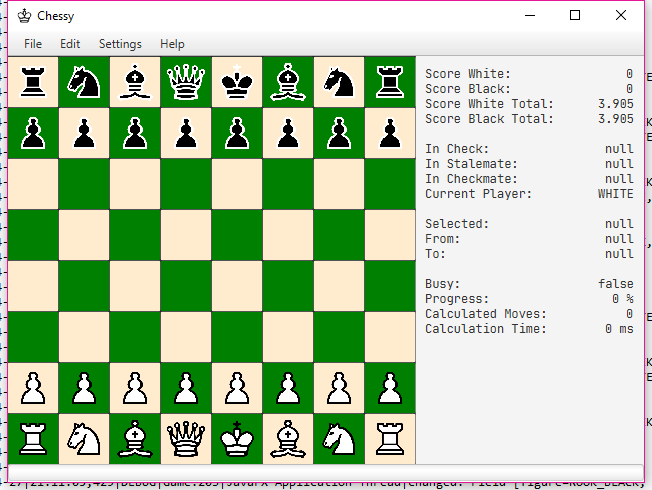 Chessy
File Edit Settings Help
Score White: 0
Score Black: 0
Score White Total: 3.905
Score Black Total: 3.905
In Check: null
In Stalemate: null
In Checkmate: null
Current Player: WHITE
Selected: null
From: null
To: null
Busy: false
Progress: 0 %
Calculated Moves: 0
Calculation Time: 0 ms